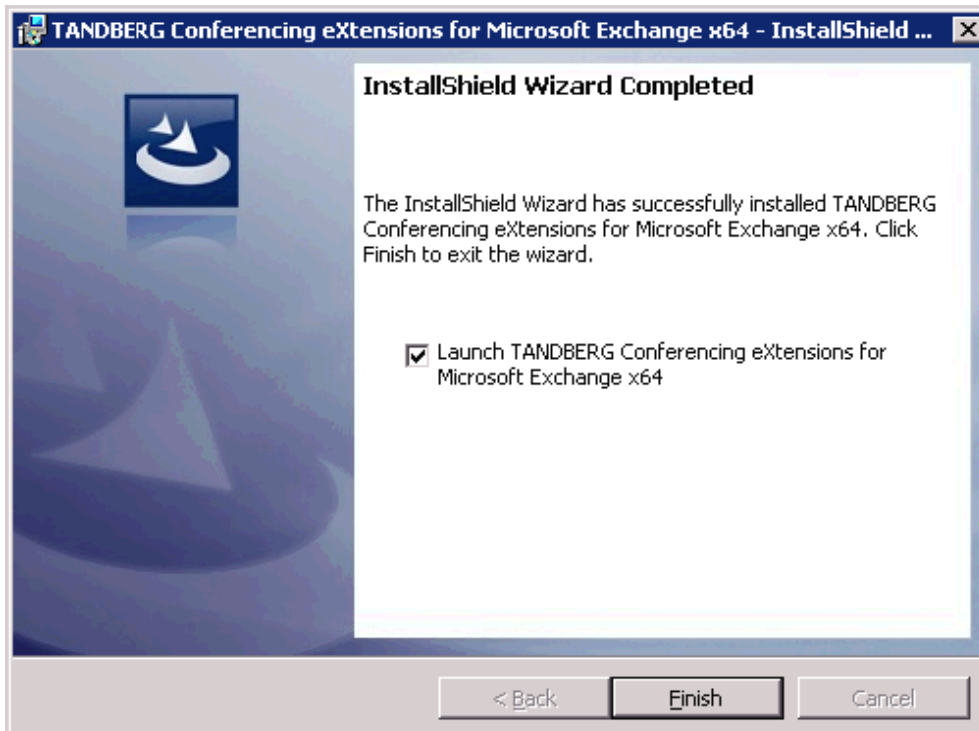 TANDBERG Conferencing eXtensions for Microsoft Exchange x64 - InstallShield ...
InstallShield Wizard Completed
The InstallShield Wizard has successfully installed TANDBERG
Conferencing eXtensions for Microsoft Exchange x64. Click
Finish to exit the wizard.
Launch TANDBERG Conferencing eXtensions for
Microsoft Exchange x64
< Back
Finish
Cancel